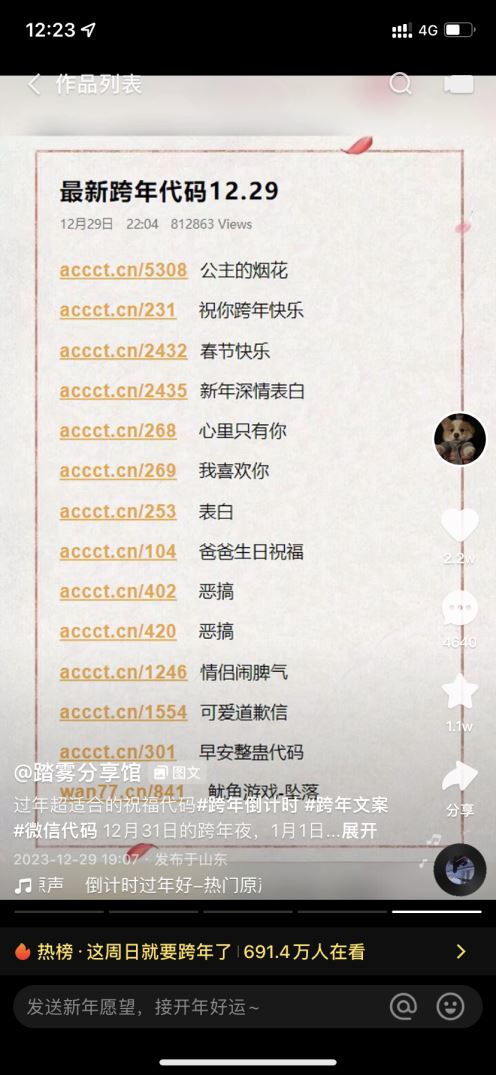 12:23
4G
作品列表
最新跨年代码12.29
12月29日 22:04 812863 Views
accct.cn/5308 公主的烟花
accct.cn/231 祝你跨年快乐
accct.cn/2432 春节快乐
accct.cn/2435 新年深情表白
accct.cn/268 心里只有你
accct.cn/269 我喜欢你
accct.cn/253 表白
accct.cn/104 爸爸生日祝福
accct.cn/402 恶搞
accct.cn/420 恶搞
accct.cn/1246 情侣闹脾气
accct.cn/1554 可爱道歉信
accct.cn/301 早安整蛊代码
wan77.cn/841 鱿鱼游戏-坠落
2.2w
4640
1.1w
分享
@踏雾分享馆 图文
过年超适合的祝福代码#跨年倒计时 #跨年文案
#微信代码 12月31日的跨年夜，1月1日...展开
2023-12-29 19:07 · 发布于山东
原声 倒计时过年好-热门原声
热榜 · 这周日就要跨年了 691.4万人在看
发送新年愿望，接开年好运~